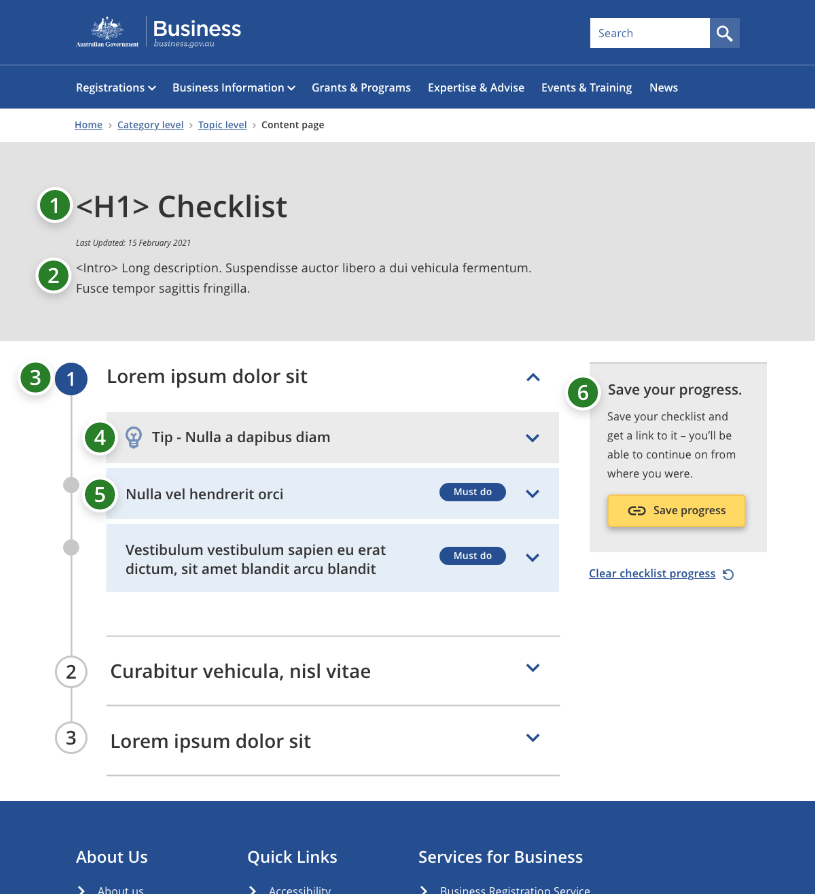 Australian Government
Business
business.gov.au
Search
Registrations
Business Information
Grants & Programs
Expertise & Advise
Events & Training
News
Home › Category level › Topic level › Content page
1
<H1> Checklist
Last Updated: 15 February 2021
2
<Intro> Long description. Suspendisse auctor libero a dui vehicula fermentum.
Fusce tempor sagittis fringilla.
3
1
Lorem ipsum dolor sit
4
Tip - Nulla a dapibus diam
5
Nulla vel hendrerit orci
Must do
Vestibulum vestibulum sapien eu erat
dictum, sit amet blandit arcu blandit
Must do
2
Curabitur vehicula, nisl vitae
3
Lorem ipsum dolor sit
6
Save your progress.
Save your checklist and
get a link to it – you’ll be
able to continue on from
where you were.
Save progress
Clear checklist progress
About Us
Quick Links
Services for Business
About us
Accessibility
Business Registration Service